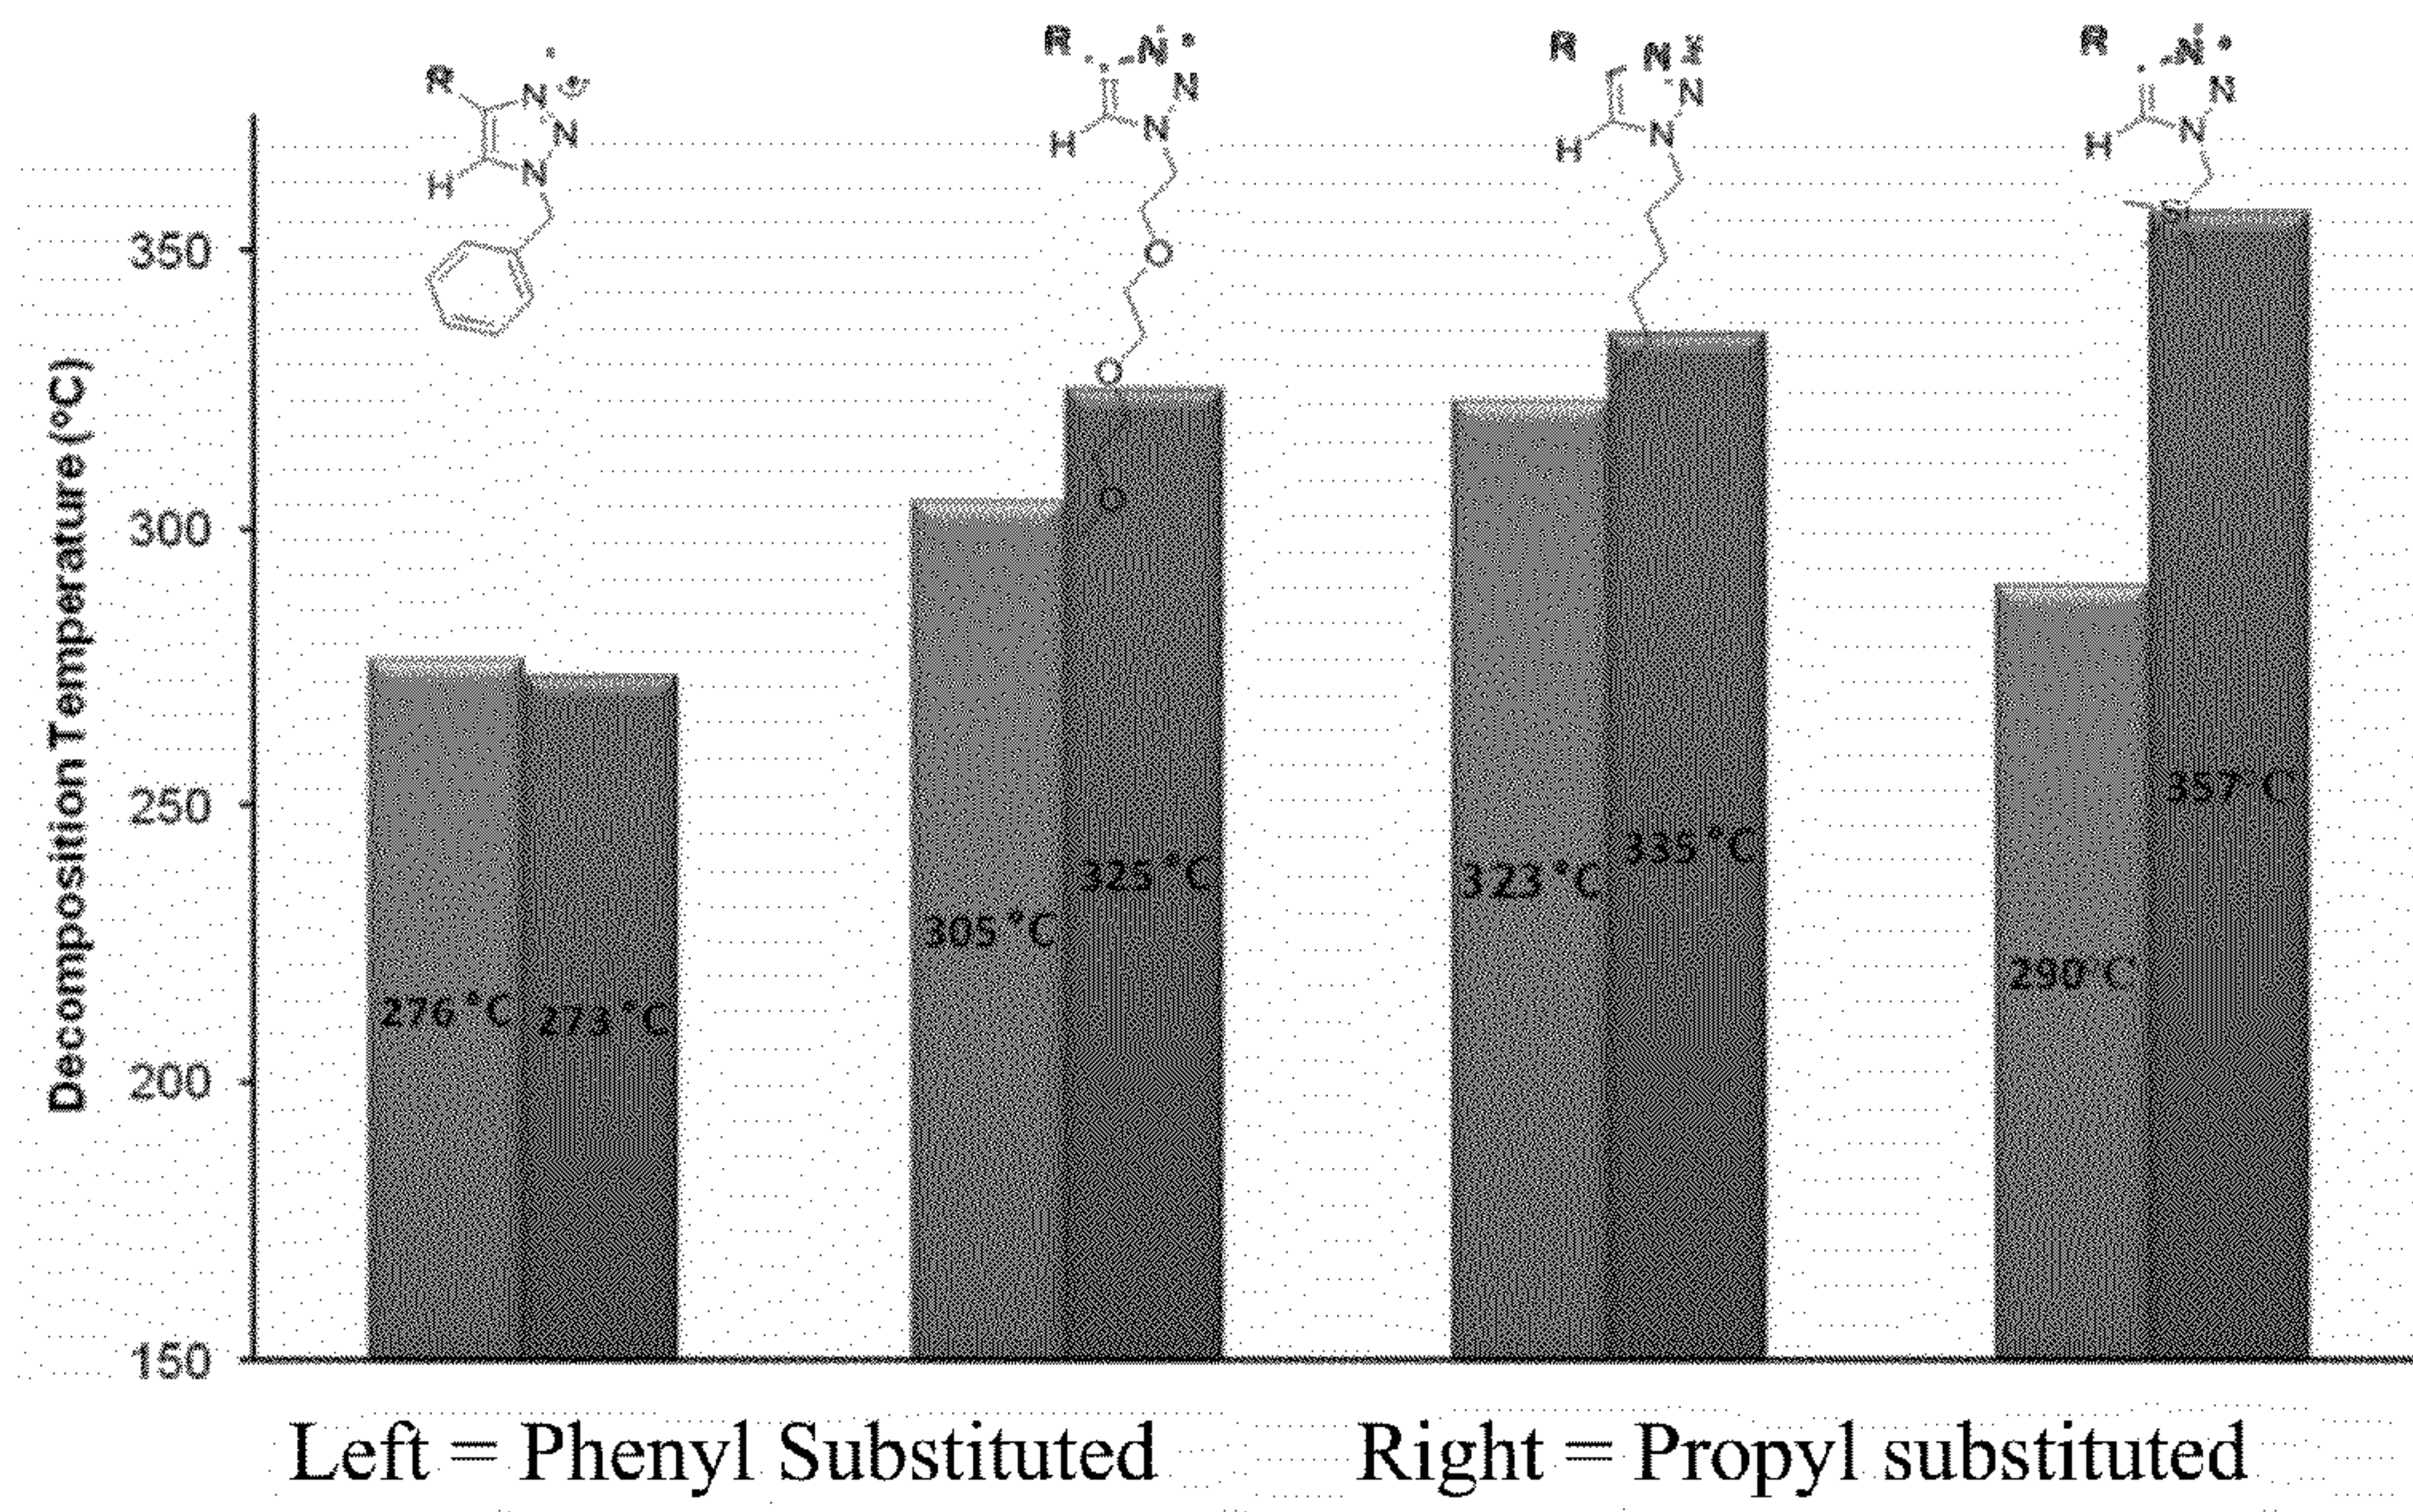 R
N
N
H
N
R
N
N
H
N
O
O
O
R
N
N
H
N
R
N
N
H
N
Si
Decomposition Temperature (°C)
350
300
250
200
150
276 °C
273 °C
305 °C
325 °C
323 °C
335 °C
290°C
357°C
Left = Phenyl Substituted
Right = Propyl substituted